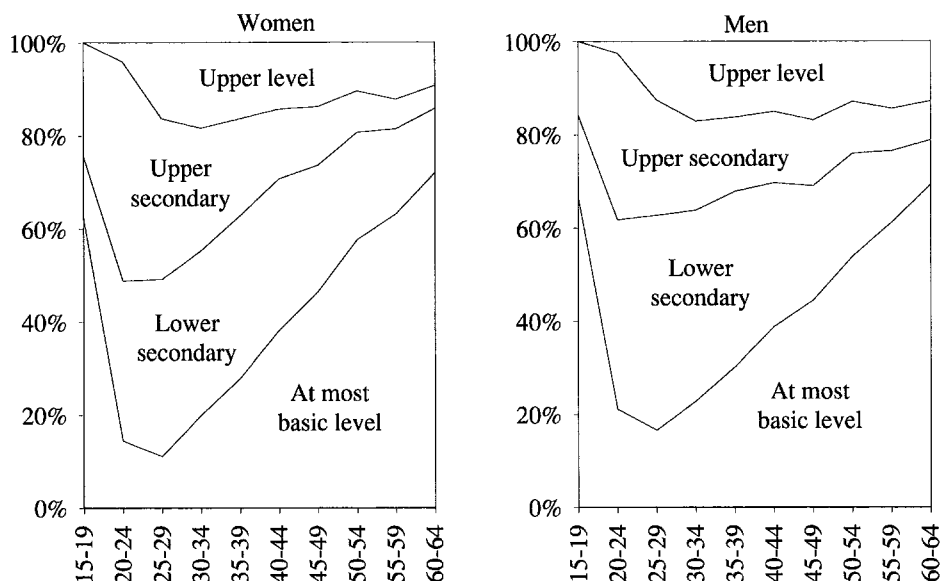 Women
100%
80%
60%
40%
20%
0%
Upper level
Upper
secondary
Lower
secondary
At most
basic level
15-19
20-24
25-29
30-34
35-39
40-44
45-49
50-54
55-59
60-64
Men
100%
80%
60%
40%
20%
0%
Upper level
Upper secondary
Lower
secondary
At most
basic level
15-19
20-24
25-29
30-34
35-39
40-44
45-49
50-54
55-59
60-64